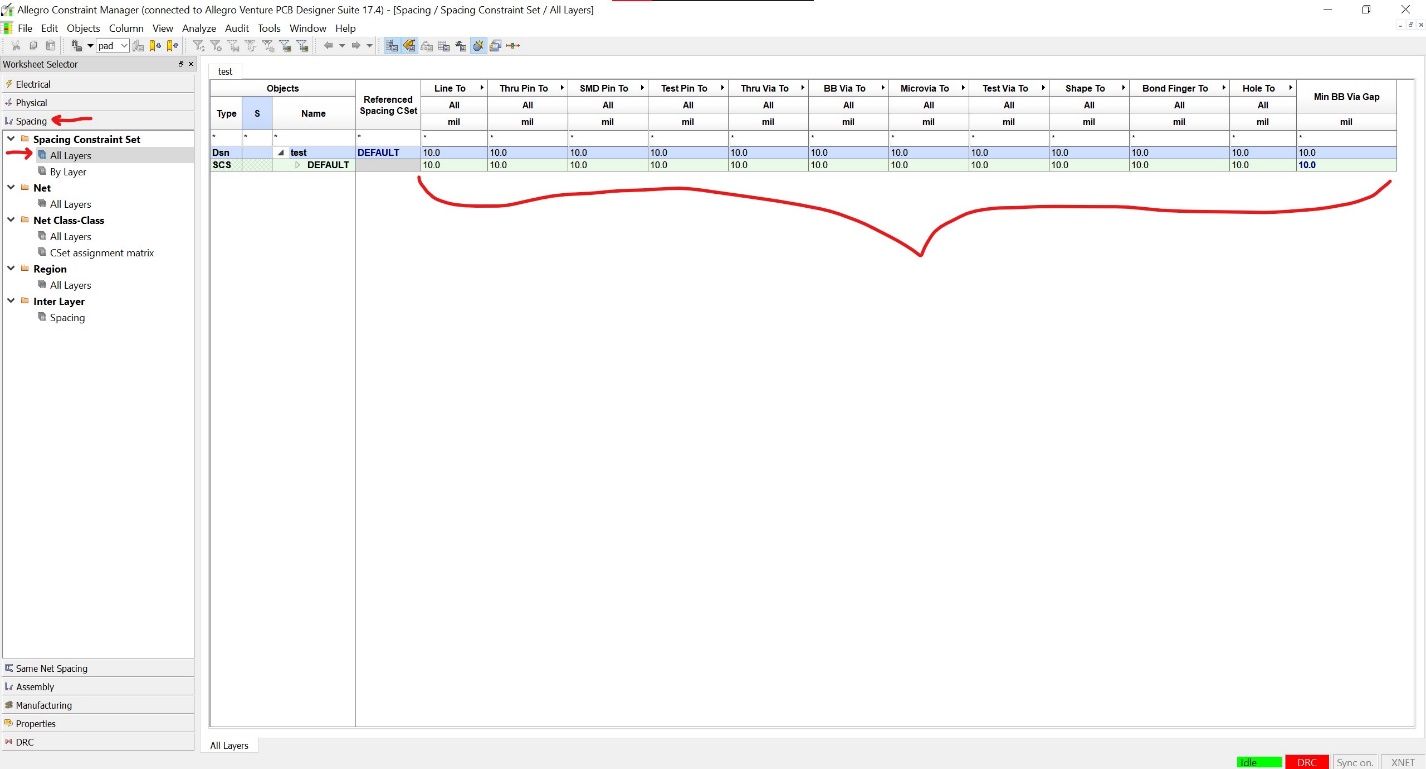 Allegro Constraint Manager (connected to Allegro Venture PCB Designer Suite 17.4) - [Spacing / Spacing Constraint Set / All Layers]
File Edit Objects Column View Analyze Audit Tools Window Help
pad
Worksheet Selector
Electrical
Physical
Spacing
Spacing Constraint Set
All Layers
By Layer
Net
All Layers
Net Class-Class
All Layers
CSet assignment matrix
Region
All Layers
Inter Layer
Spacing
Same Net Spacing
Assembly
Manufacturing
Properties
DRC
test
Objects Referenced Spacing CSet Line To Thru Pin To SMD Pin To Test Pin To Thru Via To BB Via To Microvia To Test Via To Shape To Bond Finger To Hole To Min BB Via Gap
Type S Name All All All All All All All All All All All
mil mil mil mil mil mil mil mil mil mil mil mil
* * * * * * * * * * * * * * * *
Dsn test DEFAULT 10.0 10.0 10.0 10.0 10.0 10.0 10.0 10.0 10.0 10.0 10.0 10.0
SCS DEFAULT 10.0 10.0 10.0 10.0 10.0 10.0 10.0 10.0 10.0 10.0 10.0 10.0
All Layers
Idle DRC Sync on. XNET